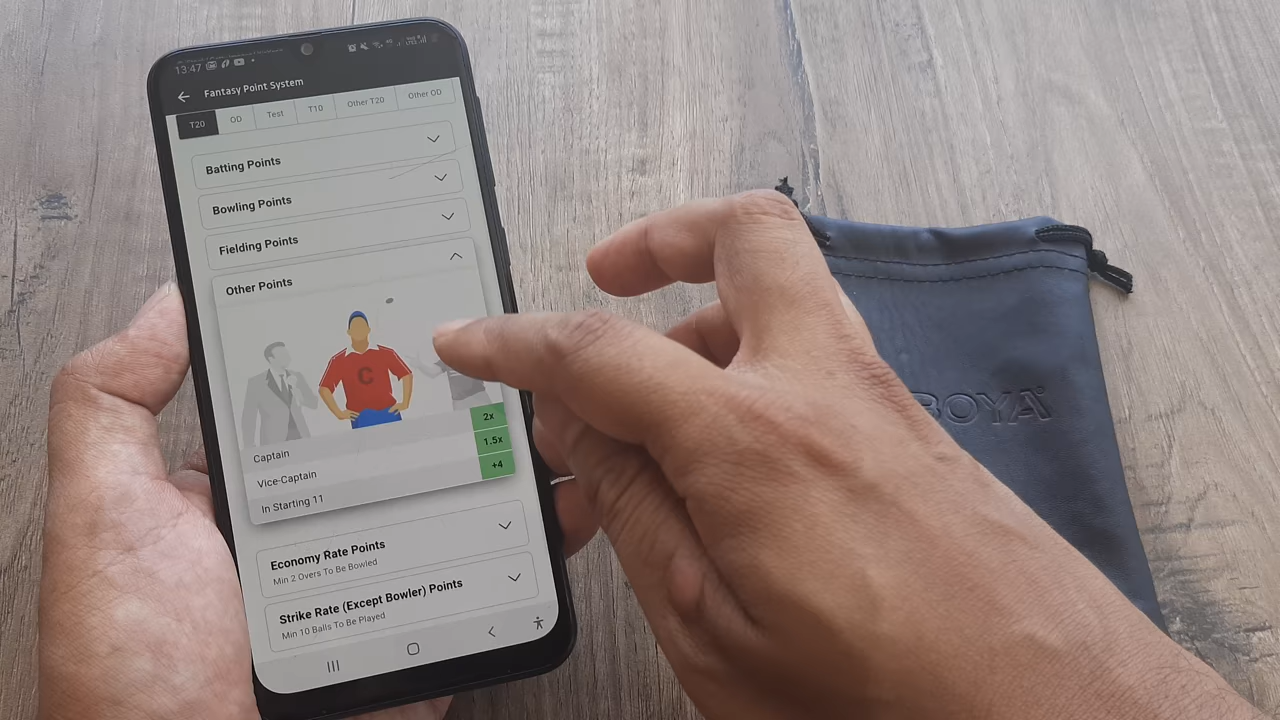 13:47
Fantasy Point System
T20 OD Test T10 Other T20 Other OD
Batting Points
Bowling Points
Fielding Points
Other Points
C
Captain 2x
Vice-Captain 1.5x
In Starting 11 +4
Economy Rate Points
Min 2 Overs To Be Bowled
Strike Rate (Except Bowler) Points
Min 10 Balls To Be Played
BOYA